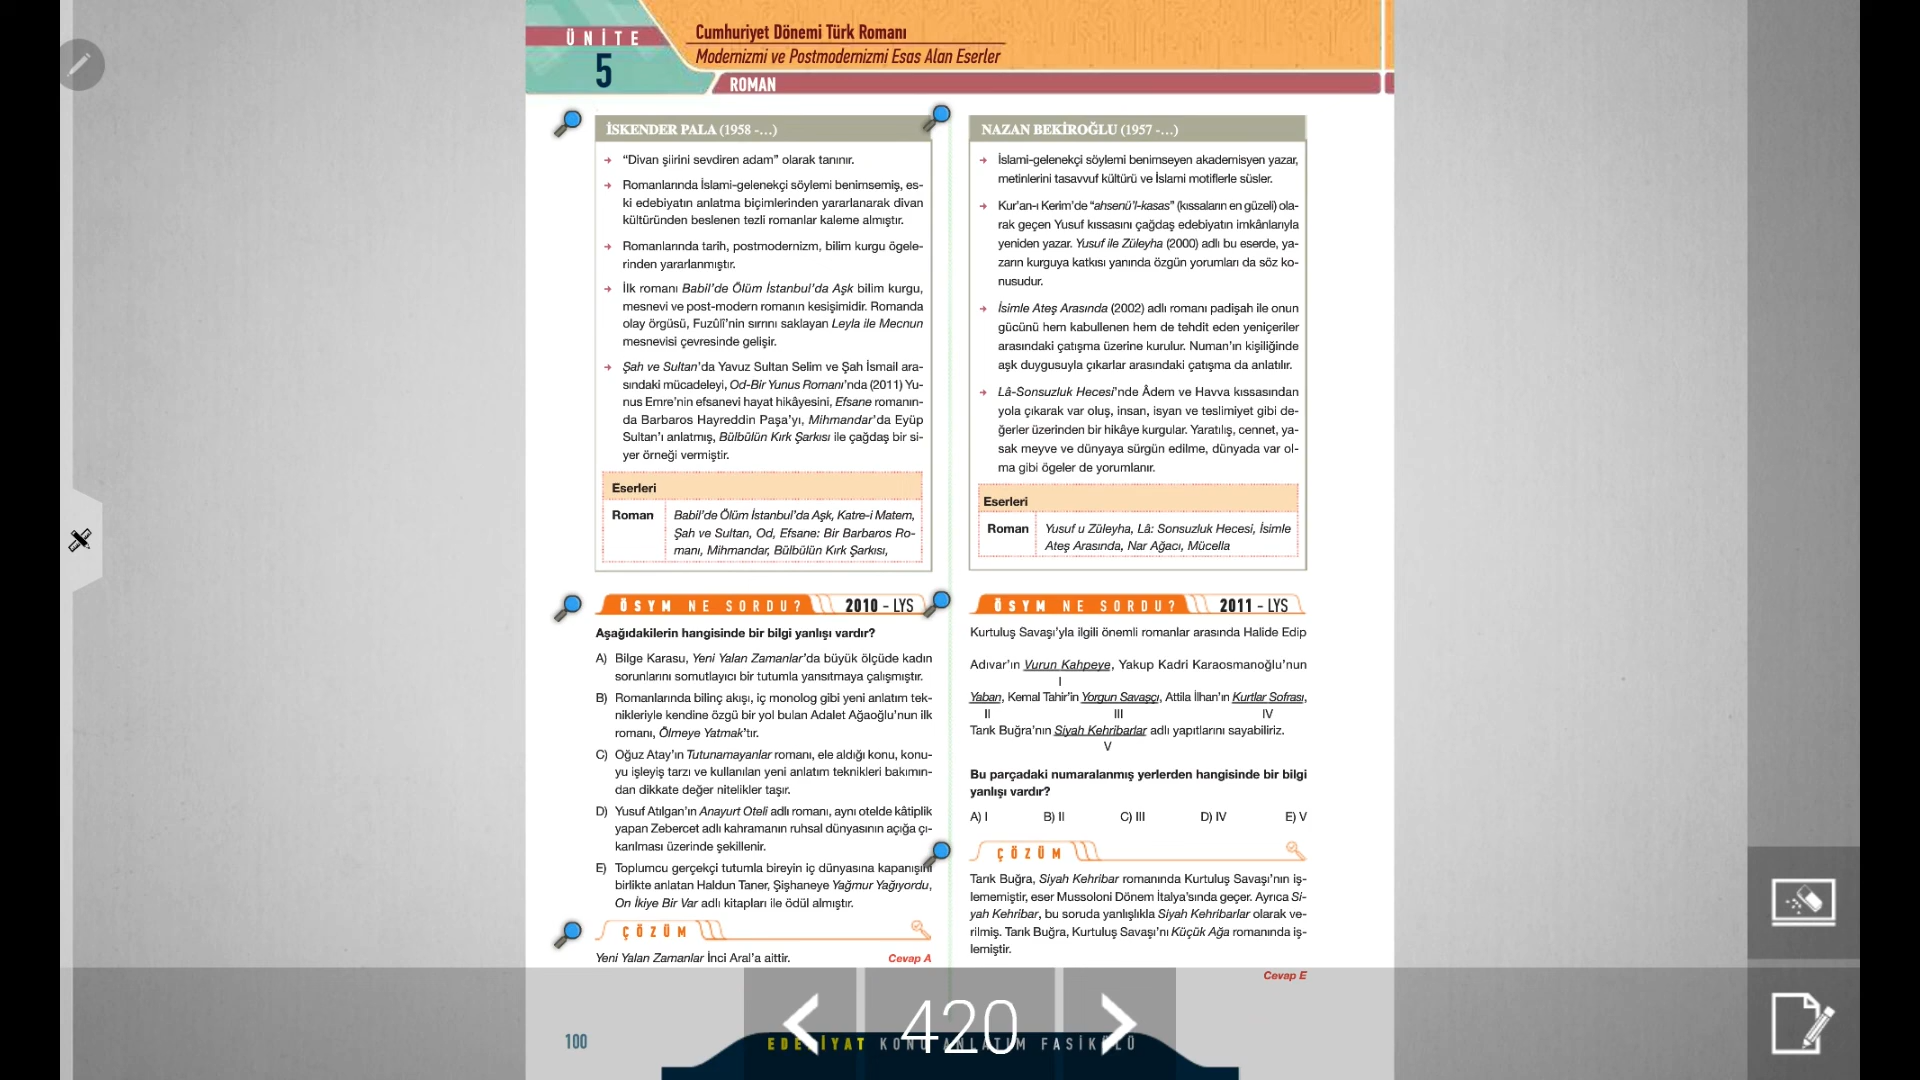 ÜNİTE
5
Cumhuriyet Dönemi Türk Romanı
Modernizmi ve Postmodernizmi Esas Alan Eserler
ROMAN
İSKENDER PALA (1958 -...)
“Divan şiirini sevdiren adam” olarak tanınır.
Romanlarında İslami-gelenekçi söylemi benimsemiş, es-
ki edebiyatın anlatma biçimlerinden yararlanarak divan
kültüründen beslenen tezli romanlar kaleme almıştır.
Romanlarında tarih, postmodernizm, bilim kurgu ögele-
rinden yararlanmıştır.
İlk romanı Babil’de Ölüm İstanbul’da Aşk bilim kurgu,
mesnevi ve post-modern romanın kesişimidir. Romanda
olay örgüsü, Fuzûlî’nin sırrını saklayan Leyla ile Mecnun
mesnevisi çevresinde gelişir.
Şah ve Sultan’da Yavuz Sultan Selim ve Şah İsmail ara-
sındaki mücadeleyi, Od-Bir Yunus Romanı’nda (2011) Yu-
nus Emre’nin efsanevi hayat hikâyesini, Efsane romanın-
da Barbaros Hayreddin Paşa’yı, Mihmandar’da Eyüp
Sultan’ı anlatmış, Bülbülün Kırk Şarkısı ile çağdaş bir si-
yer örneği vermiştir.
Eserleri
Roman
Babil’de Ölüm İstanbul’da Aşk, Katre-i Matem,
Şah ve Sultan, Od, Efsane: Bir Barbaros Ro-
manı, Mihmandar, Bülbülün Kırk Şarkısı,
ÖSYM NE SORDU? 2010 - LYS
Aşağıdakilerin hangisinde bir bilgi yanlışı vardır?
A) Bilge Karasu, Yeni Yalan Zamanlar’da büyük ölçüde kadın
sorunlarını somutlayıcı bir tutumla yansıtmaya çalışmıştır.
B) Romanlarında bilinç akışı, iç monolog gibi yeni anlatım tek-
nikleriyle kendine özgü bir yol bulan Adalet Ağaoğlu’nun ilk
romanı, Ölmeye Yatmak’tır.
C) Oğuz Atay’ın Tutunamayanlar romanı, ele aldığı konu, konu-
yu işleyiş tarzı ve kullanılan yeni anlatım teknikleri bakımın-
dan dikkate değer nitelikler taşır.
D) Yusuf Atılgan’ın Anayurt Oteli adlı romanı, aynı otelde kâtiplik
yapan Zebercet adlı kahramanın ruhsal dünyasının açığa çı-
karılması üzerinde şekillenir.
E) Toplumcu gerçekçi tutumla bireyin iç dünyasına kapanışını
birlikte anlatan Haldun Taner, Şişhaneye Yağmur Yağıyordu,
On İkiye Bir Var adlı kitapları ile ödül almıştır.
ÇÖZÜM
Yeni Yalan Zamanlar İnci Aral’a aittir.
Cevap A
NAZAN BEKİROĞLU (1957 -...)
İslami-gelenekçi söylemi benimseyen akademisyen yazar,
metinlerini tasavvuf kültürü ve İslami motiflerle süsler.
Kur’an-ı Kerim’de “ahsenü’l-kasas” (kıssaların en güzeli) ola-
rak geçen Yusuf kıssasını çağdaş edebiyatın imkânlarıyla
yeniden yazar. Yusuf ile Züleyha (2000) adlı bu eserde, ya-
zarın kurguya katkısı yanında özgün yorumları da söz ko-
nusudur.
İsimle Ateş Arasında (2002) adlı romanı padişah ile onun
gücünü hem kabullenen hem de tehdit eden yeniçeriler
arasındaki çatışma üzerine kurulur. Numan’ın kişiliğinde
aşk duygusuyla çıkarlar arasındaki çatışma da anlatılır.
Lâ-Sonsuzluk Hecesi’nde Âdem ve Havva kıssasından
yola çıkarak var oluş, insan, isyan ve teslimiyet gibi de-
ğerler üzerinden bir hikâye kurgular. Yaratılış, cennet, ya-
sak meyve ve dünyaya sürgün edilme, dünyada var ol-
ma gibi ögeler de yorumlanır.
Eserleri
Roman
Yusuf u Züleyha, Lâ: Sonsuzluk Hecesi, İsimle
Ateş Arasında, Nar Ağacı, Mücella
ÖSYM NE SORDU? 2011 - LYS
Kurtuluş Savaşı’yla ilgili önemli romanlar arasında Halide Edip
Adıvar’ın Vurun Kahpeye, Yakup Kadri Karaosmanoğlu’nun
I
Yaban, Kemal Tahir’in Yorgun Savaşçı, Attila İlhan’ın Kurtlar Sofrası,
II III IV
Tarık Buğra’nın Siyah Kehribarlar adlı yapıtlarını sayabiliriz.
V
Bu parçadaki numaralanmış yerlerden hangisinde bir bilgi
yanlışı vardır?
A) I B) II C) III D) IV E) V
ÇÖZÜM
Tarık Buğra, Siyah Kehribar romanında Kurtuluş Savaşı’nın iş-
lememiştir, eser Mussoloni Dönem İtalya’sında geçer. Ayrıca Si-
yah Kehribar, bu soruda yanlışlıkla Siyah Kehribarlar olarak ve-
rilmiş. Tarık Buğra, Kurtuluş Savaşı’nı Küçük Ağa romanında iş-
lemiştir.
Cevap E
100
420
EDEBİYAT KONU ANLATIM FASİKÜLÜ